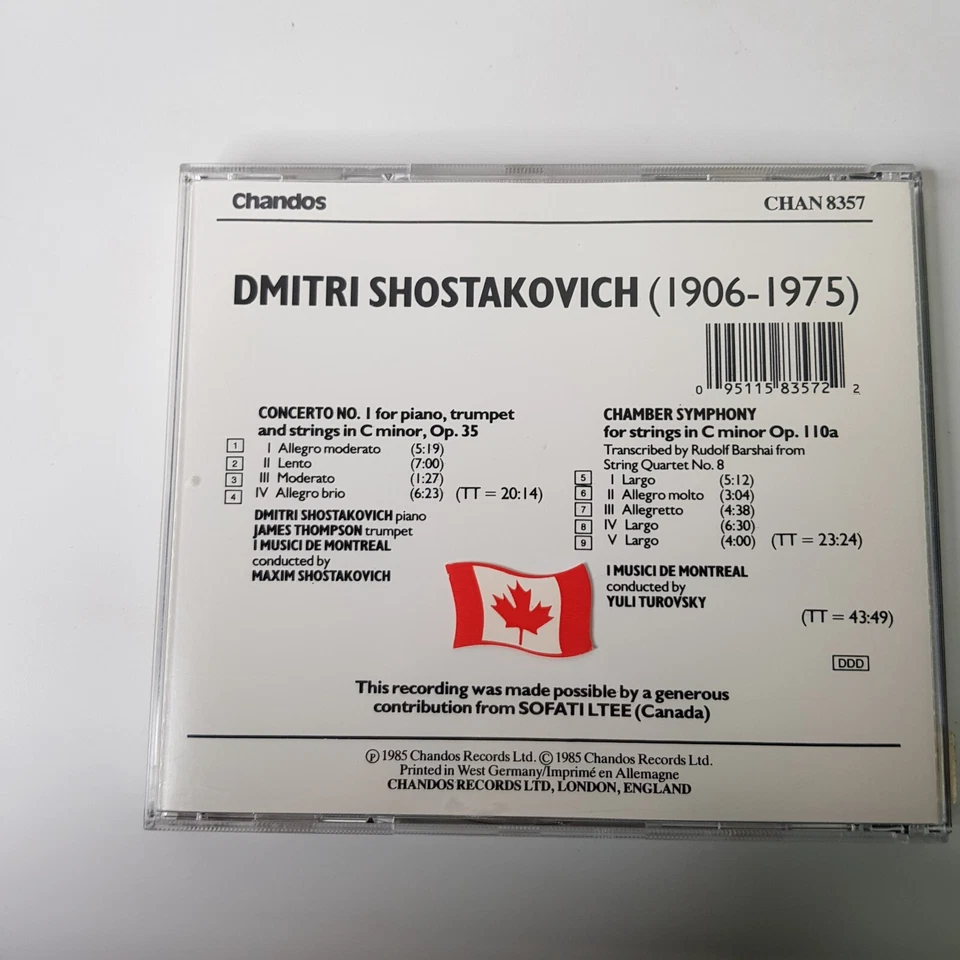 Chandos CHAN 8357
DMITRI SHOSTAKOVICH (1906-1975)
0 95115 83572 2
CONCERTO NO. 1 for piano, trumpet
and strings in C minor, Op. 35
1 I Allegro moderato (5:19)
2 II Lento (7:00)
3 III Moderato (1:27)
4 IV Allegro brio (6:23) (TT = 20:14)
DMITRI SHOSTAKOVICH piano
JAMES THOMPSON trumpet
I MUSICI DE MONTREAL
conducted by
MAXIM SHOSTAKOVICH
CHAMBER SYMPHONY
for strings in C minor Op. 110a
Transcribed by Rudolf Barshai from
String Quartet No. 8
5 I Largo (5:12)
6 II Allegro molto (3:04)
7 III Allegretto (4:38)
8 IV Largo (6:30)
9 V Largo (4:00) (TT = 23:24)
I MUSICI DE MONTREAL
conducted by
YULI TUROVSKY
(TT = 43:49)
DDD
This recording was made possible by a generous
contribution from SOFATI LTEE (Canada)
℗ 1985 Chandos Records Ltd. © 1985 Chandos Records Ltd.
Printed in West Germany/Imprimé en Allemagne
CHANDOS RECORDS LTD, LONDON, ENGLAND